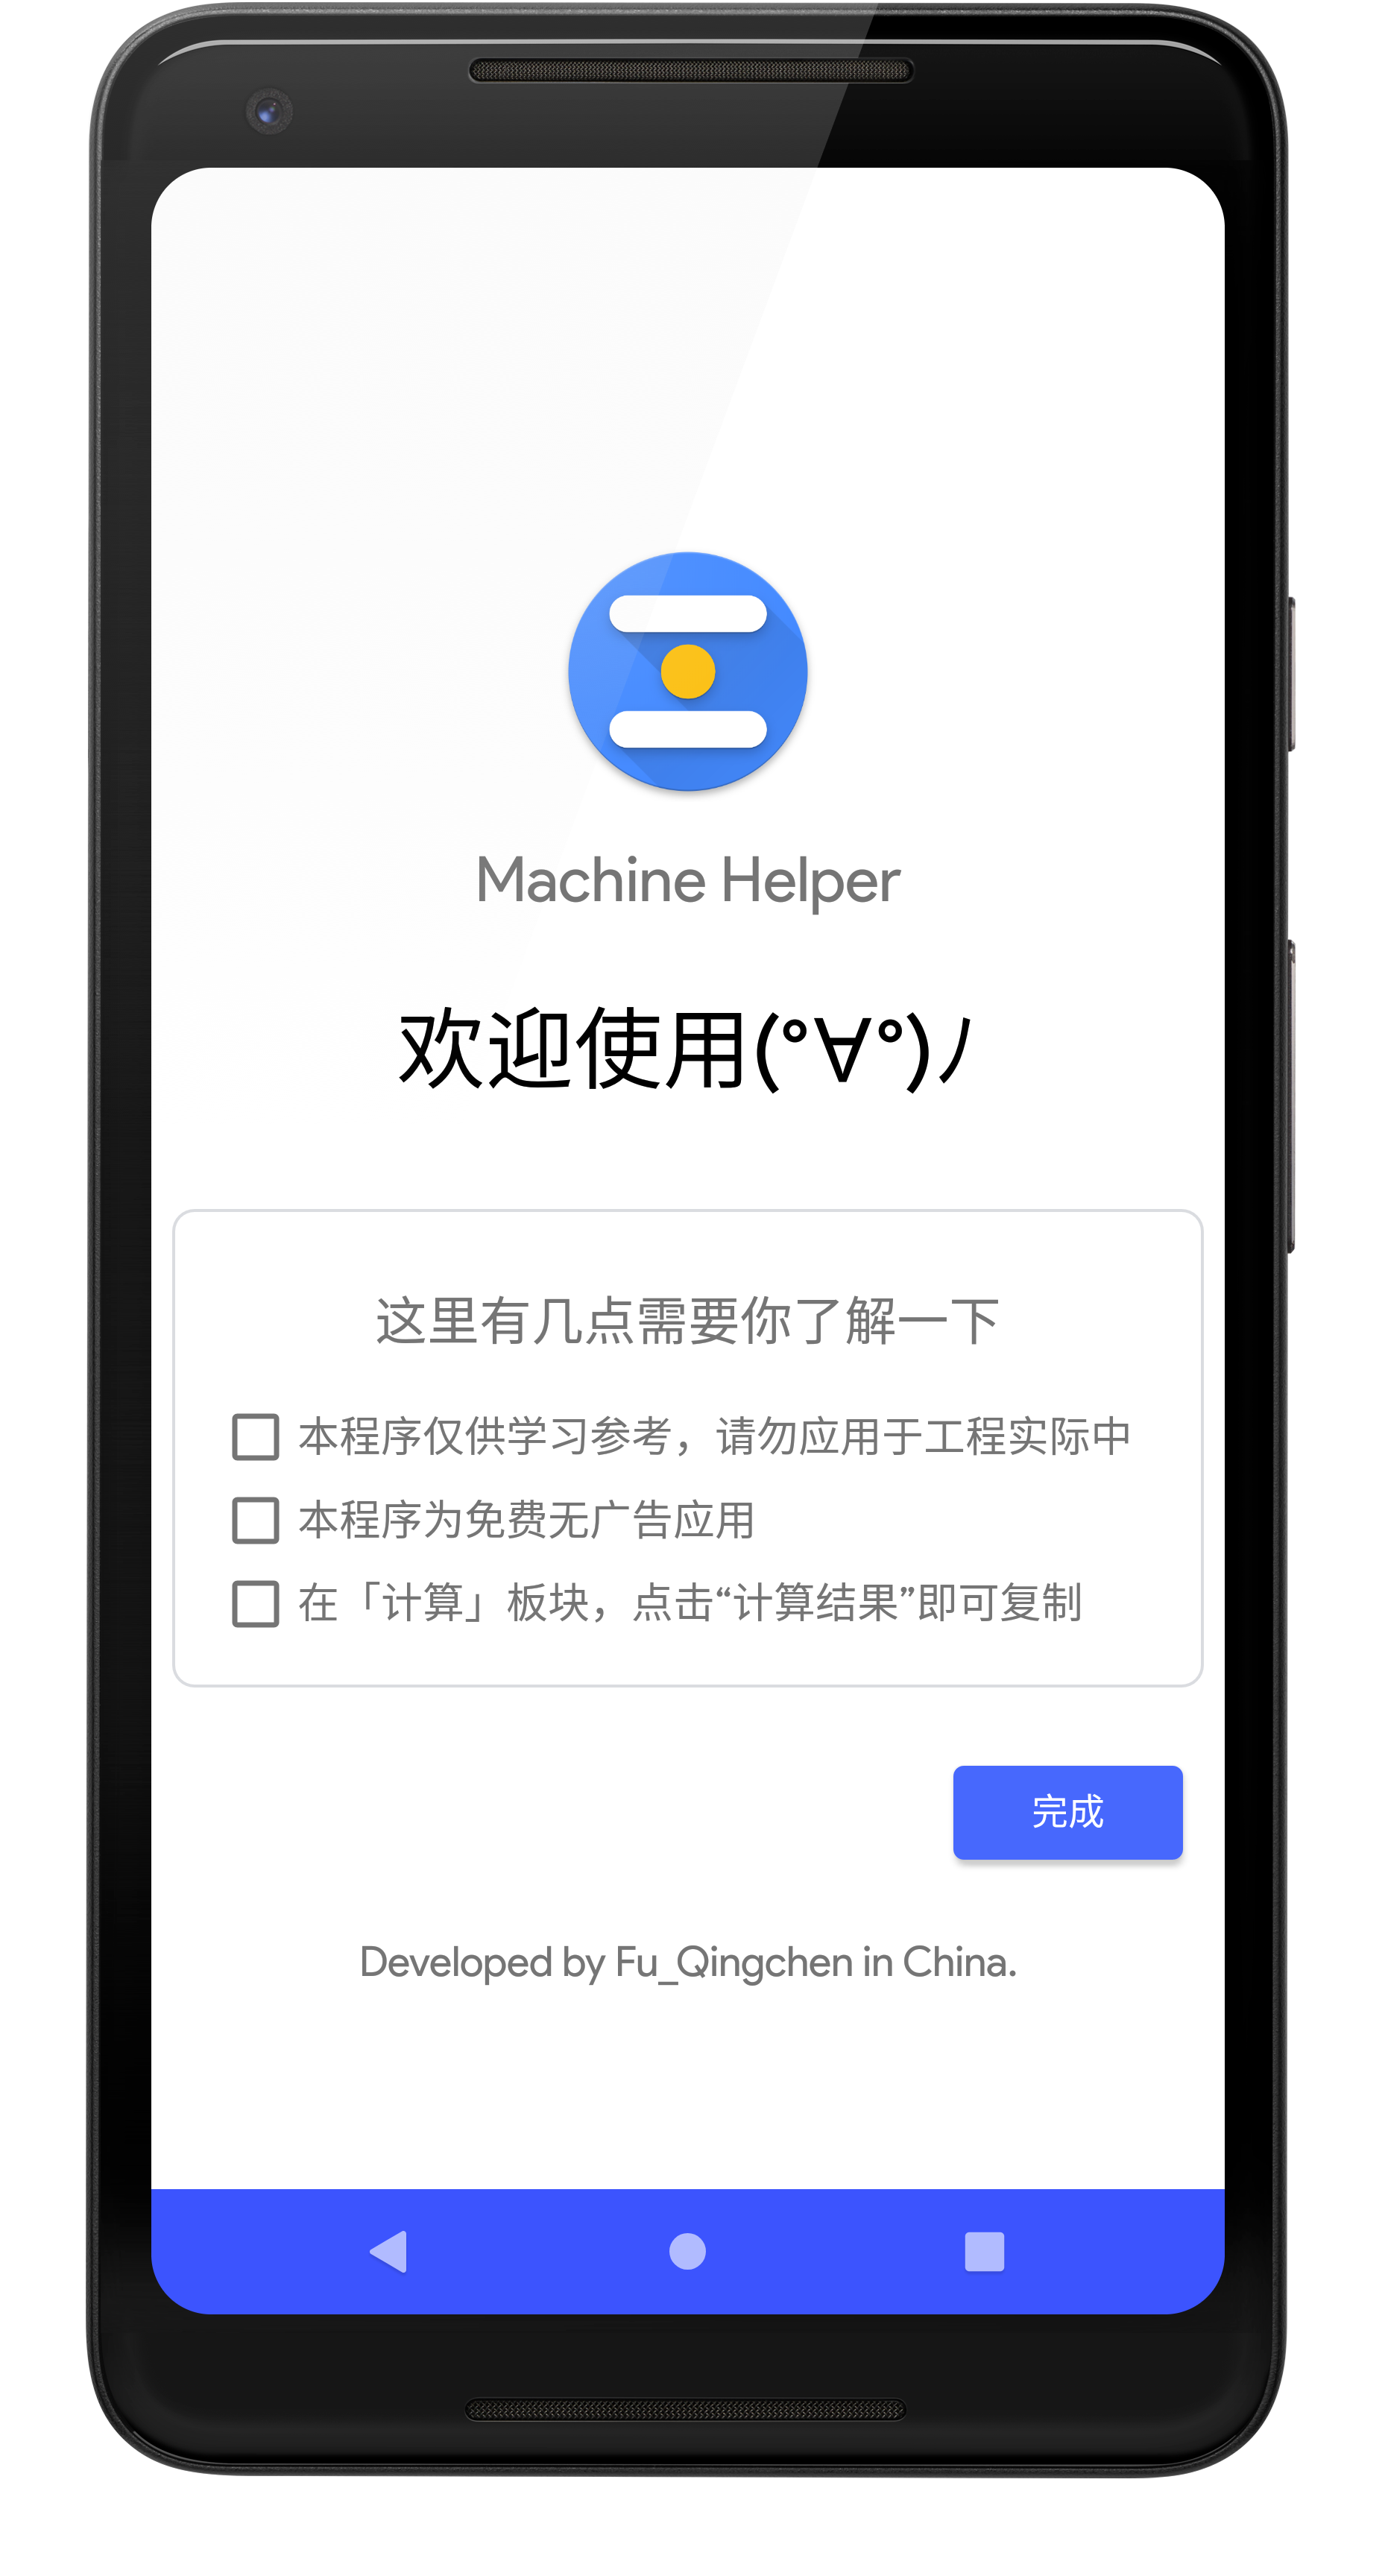 Machine Helper
欢迎使用(°∀°)ﾉ
这里有几点需要你了解一下
本程序仅供学习参考，请勿应用于工程实际中
本程序为免费无广告应用
在「计算」板块，点击“计算结果”即可复制
完成
Developed by Fu_Qingchen in China.